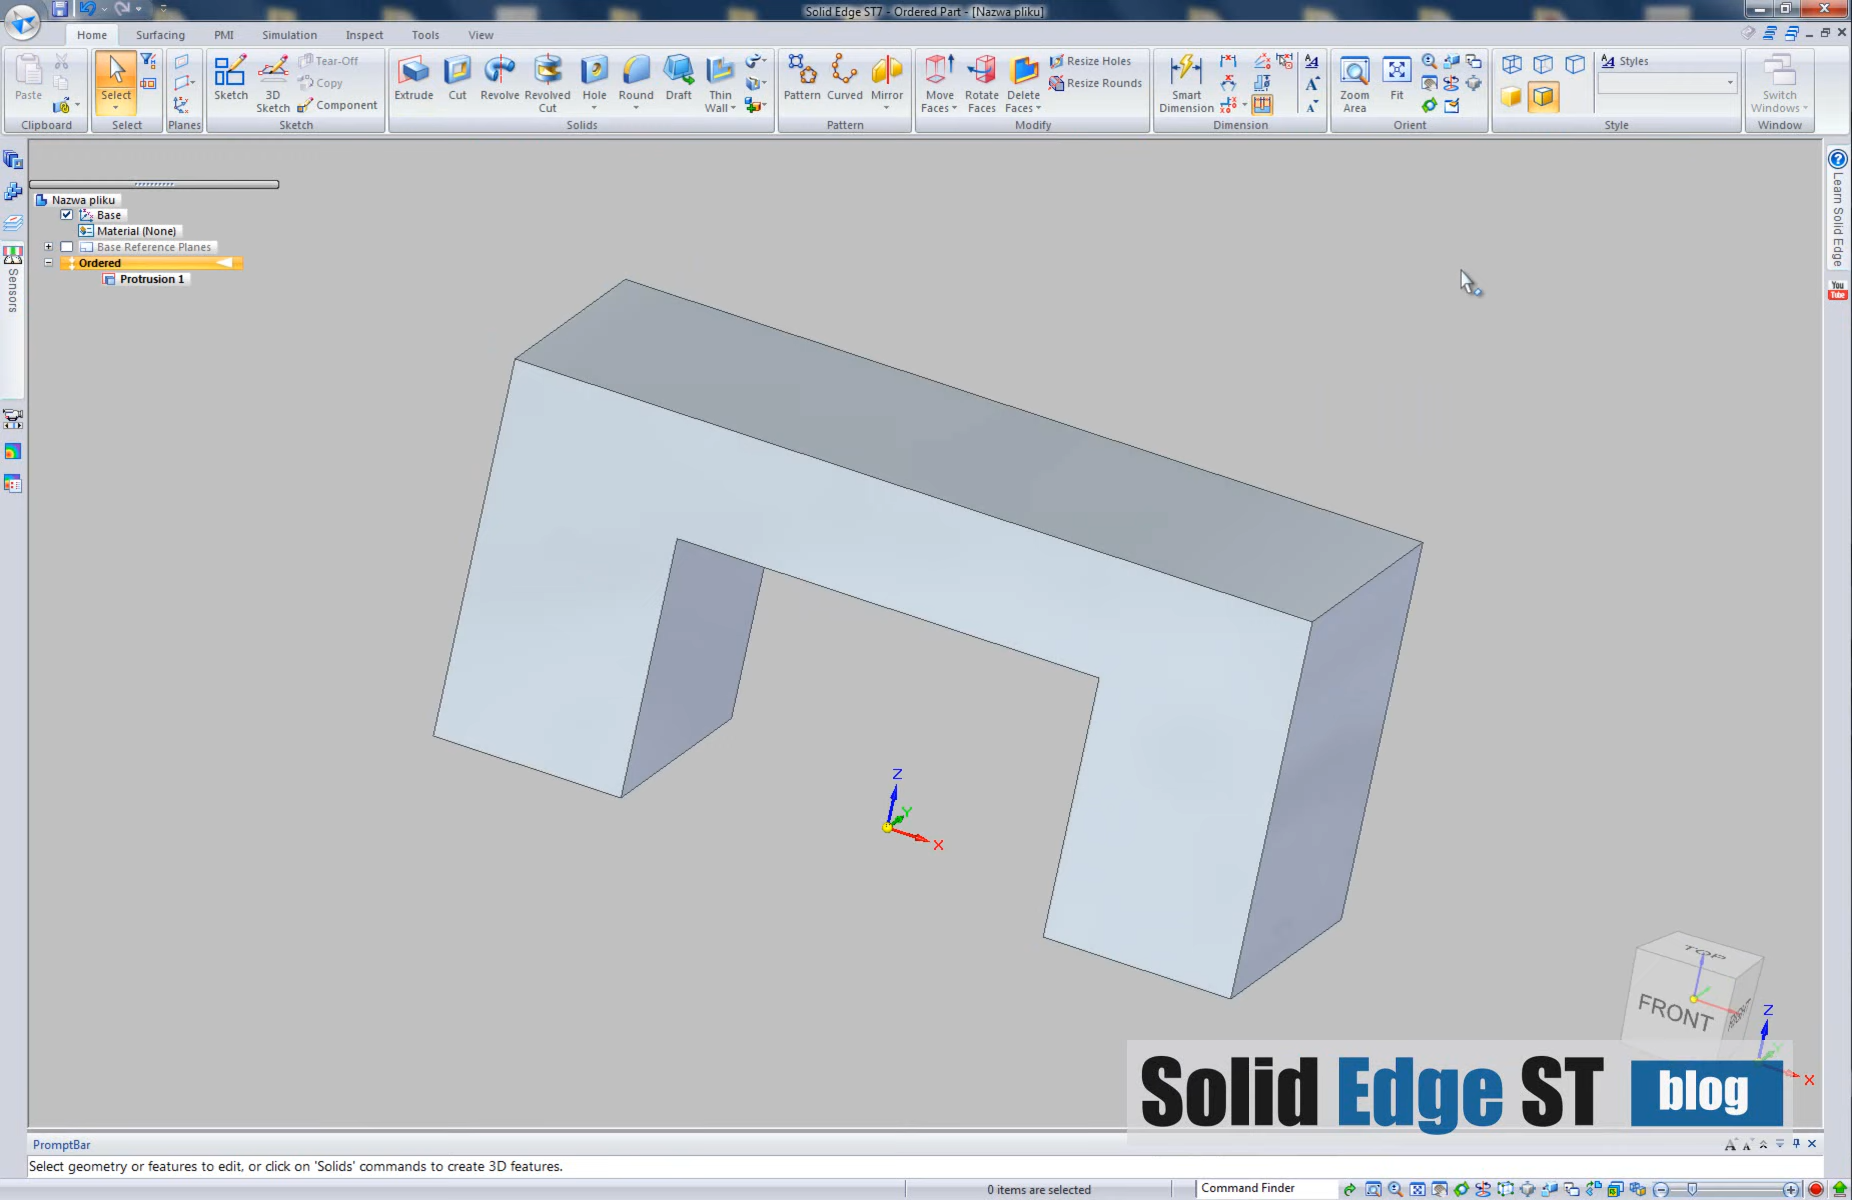 Solid Edge ST7 - Ordered Part - [Nazwa pliku]
Home Surfacing PMI Simulation Inspect Tools View
Paste
Clipboard
Select
Select
Planes
Sketch
3D Sketch
Tear-Off
Copy
Component
Sketch
Extrude
Cut
Revolve
Revolved Cut
Hole
Round
Draft
Thin Wall
Solids
Pattern
Curved
Mirror
Pattern
Move Faces
Rotate Faces
Delete Faces
Resize Holes
Resize Rounds
Modify
Smart Dimension
Dimension
Zoom Area
Fit
Orient
Styles
Style
Switch Windows
Window
Nazwa pliku
Base
Material (None)
Base Reference Planes
Ordered
Protrusion 1
Sensors
Learn Solid Edge
You Tube
Z
Y
X
TOP
FRONT
Z
X
Solid Edge ST blog
PromptBar
Select geometry or features to edit, or click on 'Solids' commands to create 3D features.
0 items are selected
Command Finder